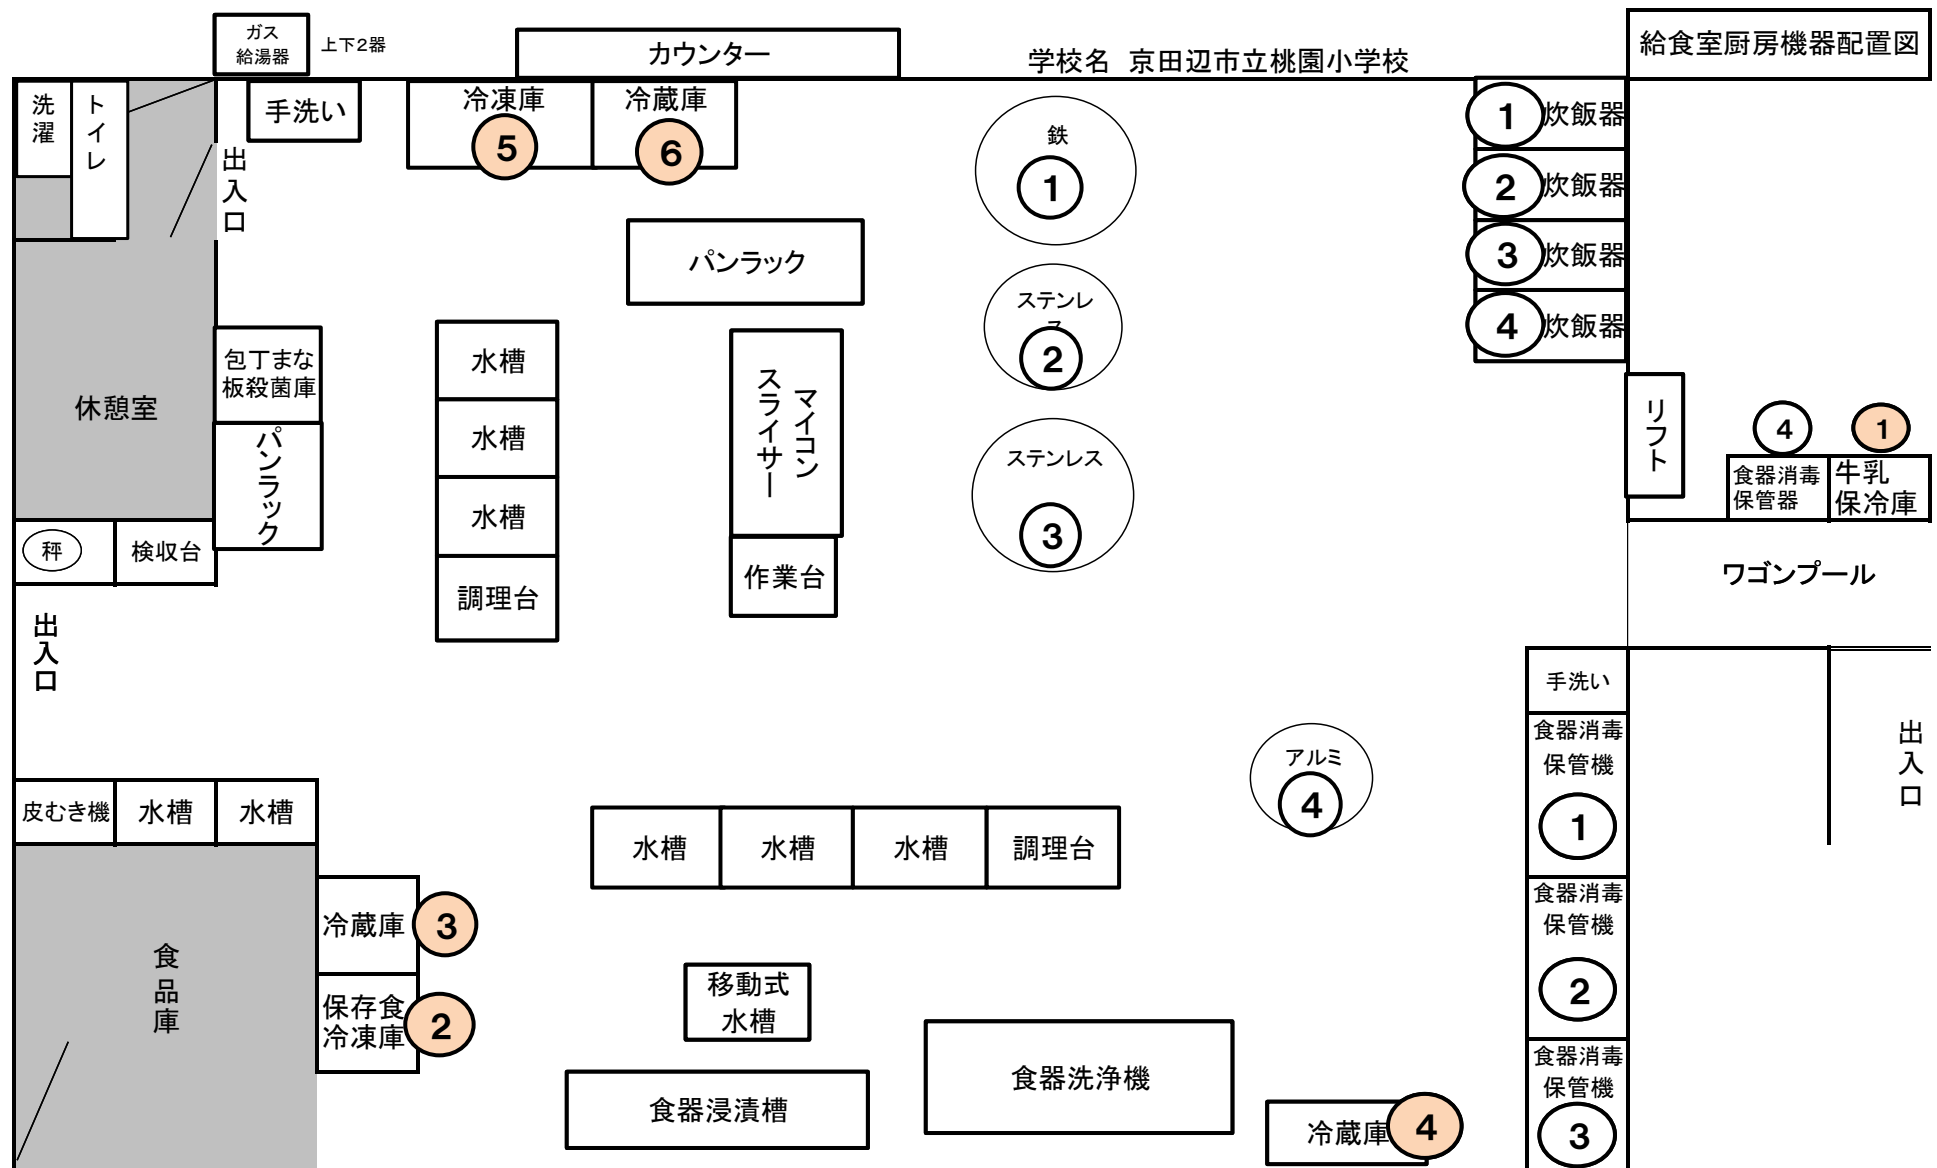 ガス
給湯器
上下2器
カウンター
学校名 京田辺市立桃園小学校
給食室厨房機器配置図
洗濯
トイレ
手洗い
出入口
冷凍庫
5
冷蔵庫
6
鉄
1
1 炊飯器
2 炊飯器
3 炊飯器
4 炊飯器
パンラック
ステンレ
ス
2
休憩室
包丁まな
板殺菌庫
パンラック
水槽
水槽
水槽
調理台
マイコン
スライサー
作業台
ステンレス
3
リフト
4
1
食器消毒
保管器
牛乳
保冷庫
秤
検収台
ワゴンプール
出入口
手洗い
食器消毒
保管機
1
食器消毒
保管機
2
食器消毒
保管機
3
出入口
アルミ
4
皮むき機
水槽
水槽
水槽
水槽
水槽
調理台
食品庫
冷蔵庫
3
保存食
冷凍庫
2
移動式
水槽
食器浸漬槽
食器洗浄機
冷蔵庫
4